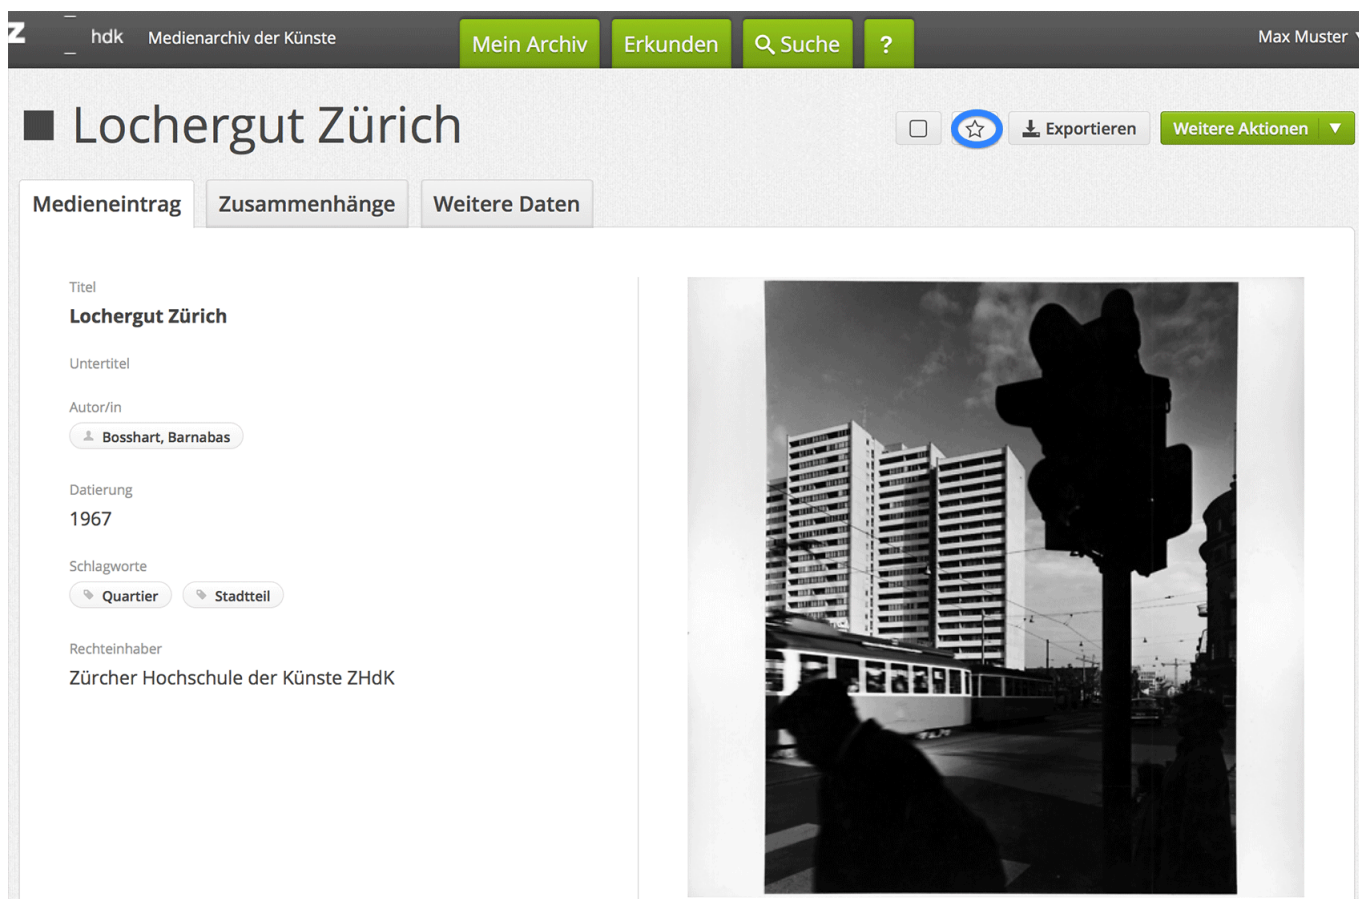 z
hdk
Medienarchiv der Künste
Mein Archiv
Erkunden
Suche
?
Max Muster
Lochergut Zürich
Exportieren
Weitere Aktionen
Medieneintrag
Zusammenhänge
Weitere Daten
Titel
Lochergut Zürich
Untertitel
Autor/in
Bosshart, Barnabas
Datierung
1967
Schlagworte
Quartier
Stadtteil
Rechteinhaber
Zürcher Hochschule der Künste ZHdK